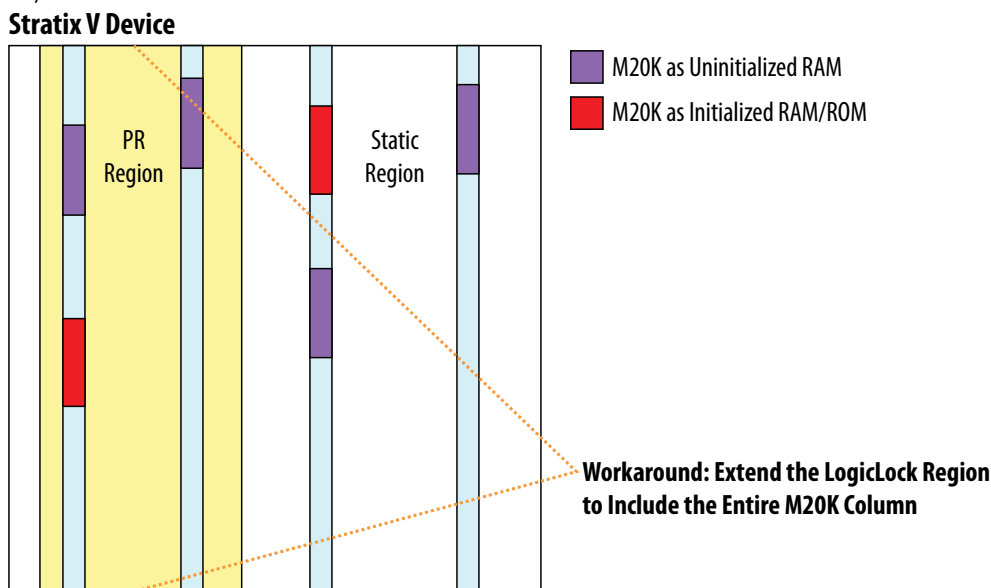 Stratix V Device
M20K as Uninitialized RAM
M20K as Initialized RAM/ROM
PR
Region
Static
Region
Workaround: Extend the LogicLock Region
to Include the Entire M20K Column